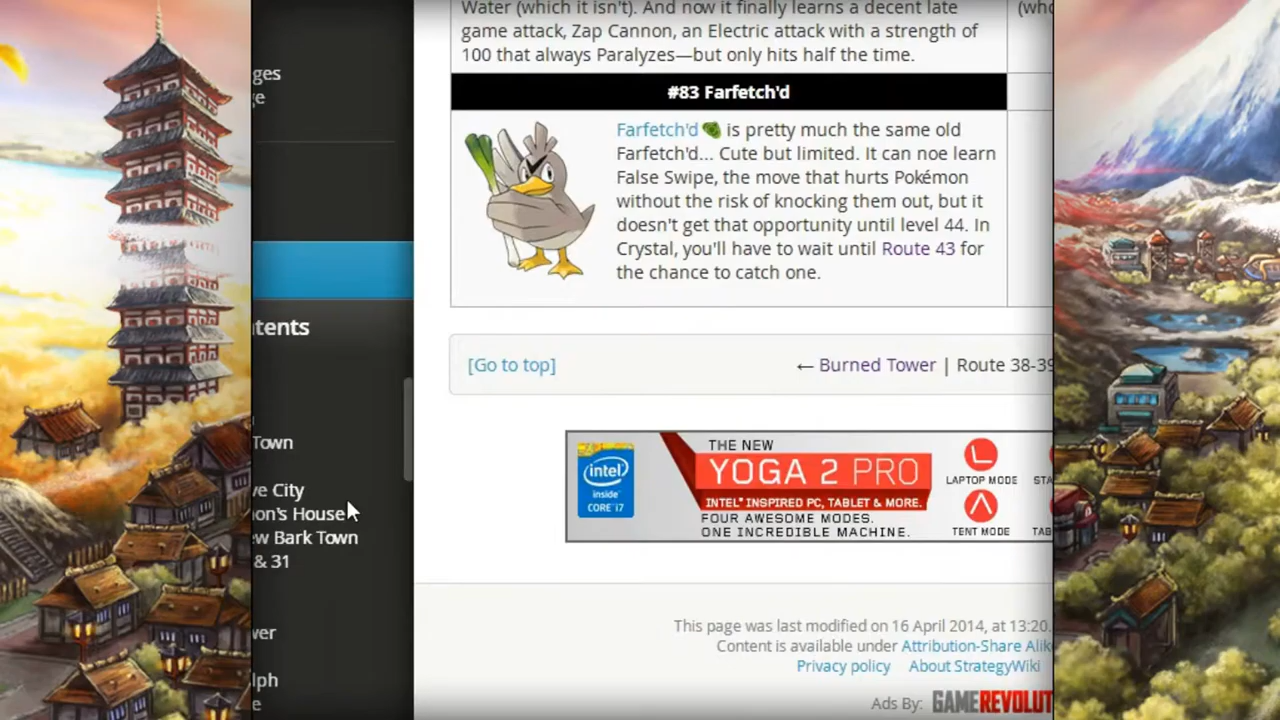 Water (which it isn't). And now it finally learns a decent late
game attack, Zap Cannon, an Electric attack with a strength of
100 that always Paralyzes—but only hits half the time.
#83 Farfetch'd
Farfetch'd is pretty much the same old
Farfetch'd... Cute but limited. It can noe learn
False Swipe, the move that hurts Pokémon
without the risk of knocking them out, but it
doesn't get that opportunity until level 44. In
Crystal, you'll have to wait until Route 43 for
the chance to catch one.
[Go to top]
← Burned Tower | Route 38-39
ges
e
tents
Town
ve City
on's House
ew Bark Town
& 31
wer
lph
e
intel
inside
CORE i7
THE NEW
YOGA 2 PRO
INTEL® INSPIRED PC, TABLET & MORE.
FOUR AWESOME MODES.
ONE INCREDIBLE MACHINE.
LAPTOP MODE
STA
TENT MODE
TAB
This page was last modified on 16 April 2014, at 13:20.
Content is available under Attribution-Share Alik
Privacy policy About StrategyWiki
Ads By: GAMEREVOLUT